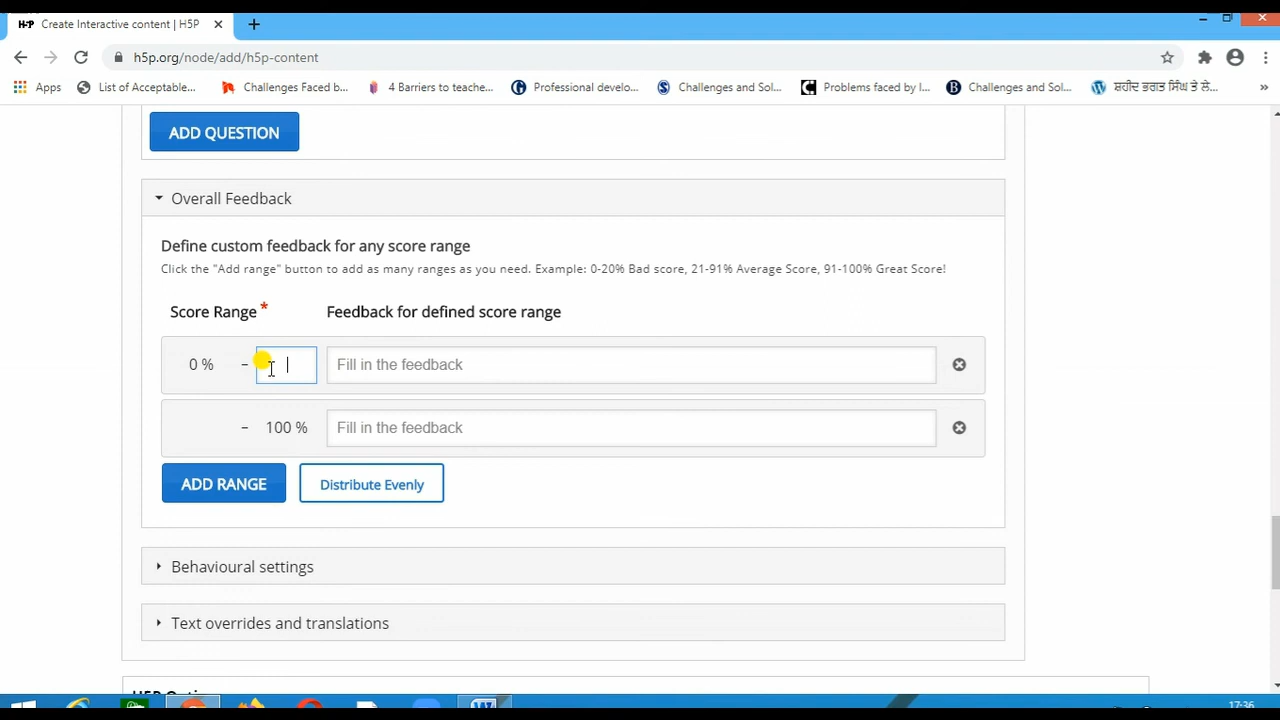 H-P Create Interactive content | H5P
h5p.org/node/add/h5p-content
Apps List of Acceptable... Challenges Faced b... 4 Barriers to teache... Professional develo... Challenges and Sol... Problems faced by l... Challenges and Sol... ਸ਼ਹੀਦ ਭਗਤ ਸਿੰਘ ਤੇ ਲੇ... »
ADD QUESTION
Overall Feedback
Define custom feedback for any score range
Click the "Add range" button to add as many ranges as you need. Example: 0-20% Bad score, 21-91% Average Score, 91-100% Great Score!
Score Range * Feedback for defined score range
0 % – Fill in the feedback
– 100 % Fill in the feedback
ADD RANGE Distribute Evenly
Behavioural settings
Text overrides and translations
17:36